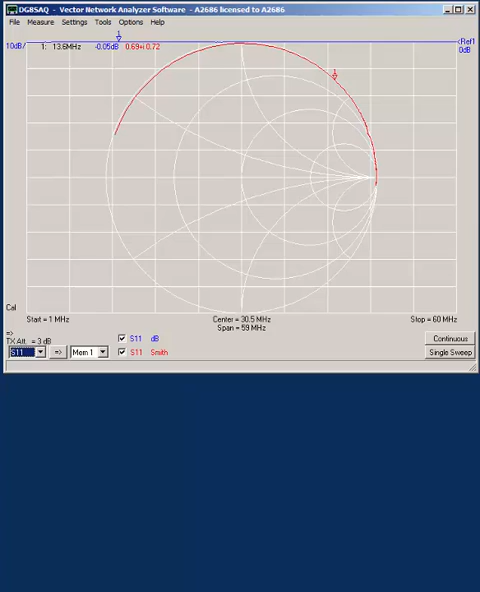 DG8SAQ - Vector Network Analyzer Software - A2686 licensed to A2686
File Measure Settings Tools Options Help
10dB/ 1: 13.6MHz -0.05dB 0.69+i 0.72 1 <Ref1
0dB
1
Cal
Start = 1 MHz Center = 30.5 MHz Stop = 60 MHz
Span = 59 MHz
=>
TX Att. = 3 dB S11 dB Continuous
S11 => Mem 1 S11 Smith Single Sweep